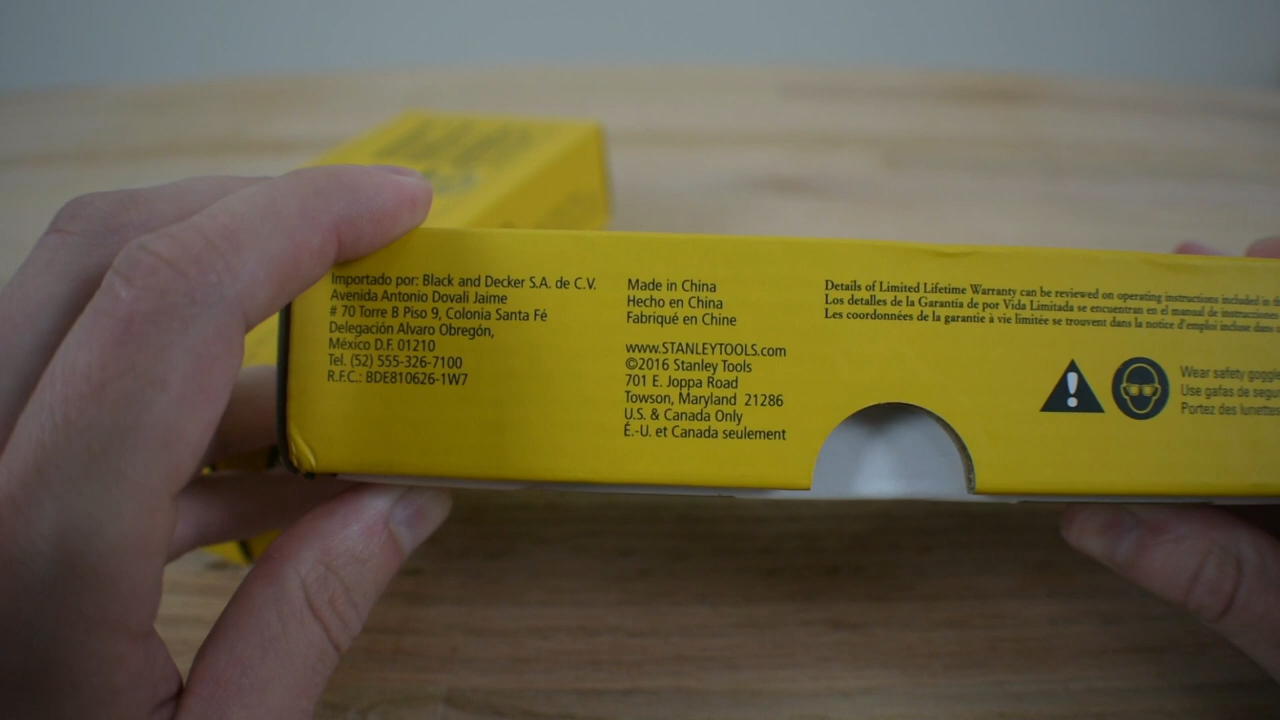 Importado por: Black and Decker S.A. de C.V.
Avenida Antonio Dovali Jaime
# 70 Torre B Piso 9, Colonia Santa Fé
Delegación Alvaro Obregón,
México D.F. 01210
Tel. (52) 555-326-7100
R.F.C.: BDE810626-1W7
Made in China
Hecho en China
Fabriqué en Chine
www.STANLEYTOOLS.com
©2016 Stanley Tools
701 E. Joppa Road
Towson, Maryland 21286
U.S. & Canada Only
É.-U. et Canada seulement
Details of Limited Lifetime Warranty can be reviewed on operating instructions included in
Los detalles de la Garantía de por Vida Limitada se encuentran en el manual de instrucciones
Les coordonnées de la garantie à vie limitée se trouvent dans la notice d'emploi incluse dans
Wear safety goggle
Use gafas de segu
Portez des lunettes